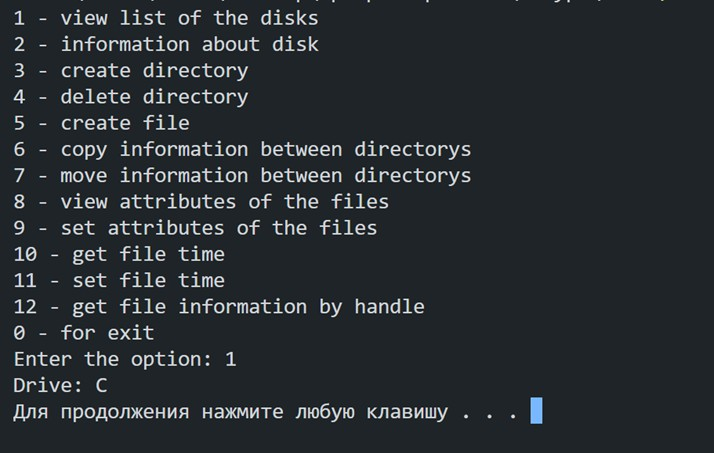 1 - view list of the disks
2 - information about disk
3 - create directory
4 - delete directory
5 - create file
6 - copy information between directorys
7 - move information between directorys
8 - view attributes of the files
9 - set attributes of the files
10 - get file time
11 - set file time
12 - get file information by handle
0 - for exit
Enter the option: 1
Drive: C
Для продолжения нажмите любую клавишу . . .